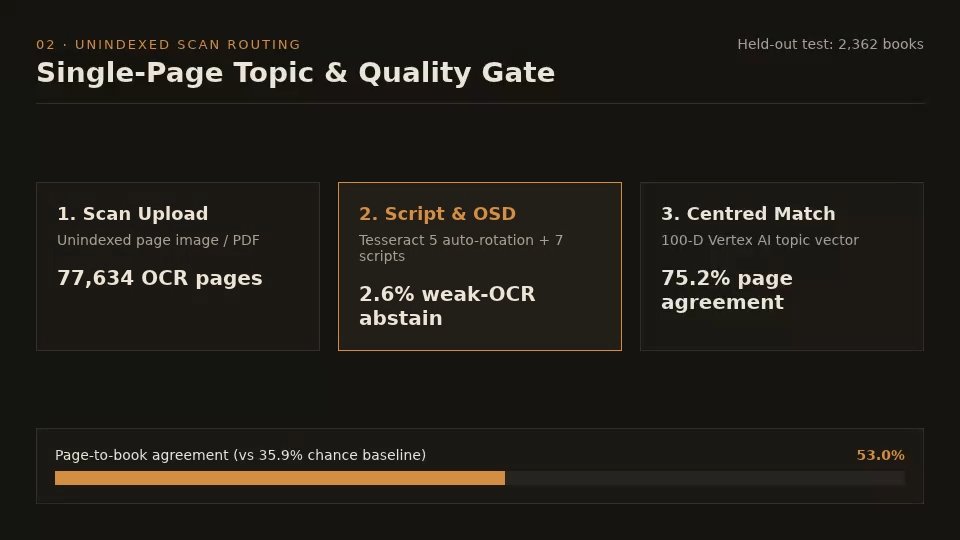 02 · UNINDEXED SCAN ROUTING
Held-out test: 2,362 books
Single-Page Topic & Quality Gate
1. Scan Upload
Unindexed page image / PDF
77,634 OCR pages
2. Script & OSD
Tesseract 5 auto-rotation + 7
scripts
2.6% weak-OCR
abstain
3. Centred Match
100-D Vertex AI topic vector
75.2% page
agreement
Page-to-book agreement (vs 35.9% chance baseline)
53.0%